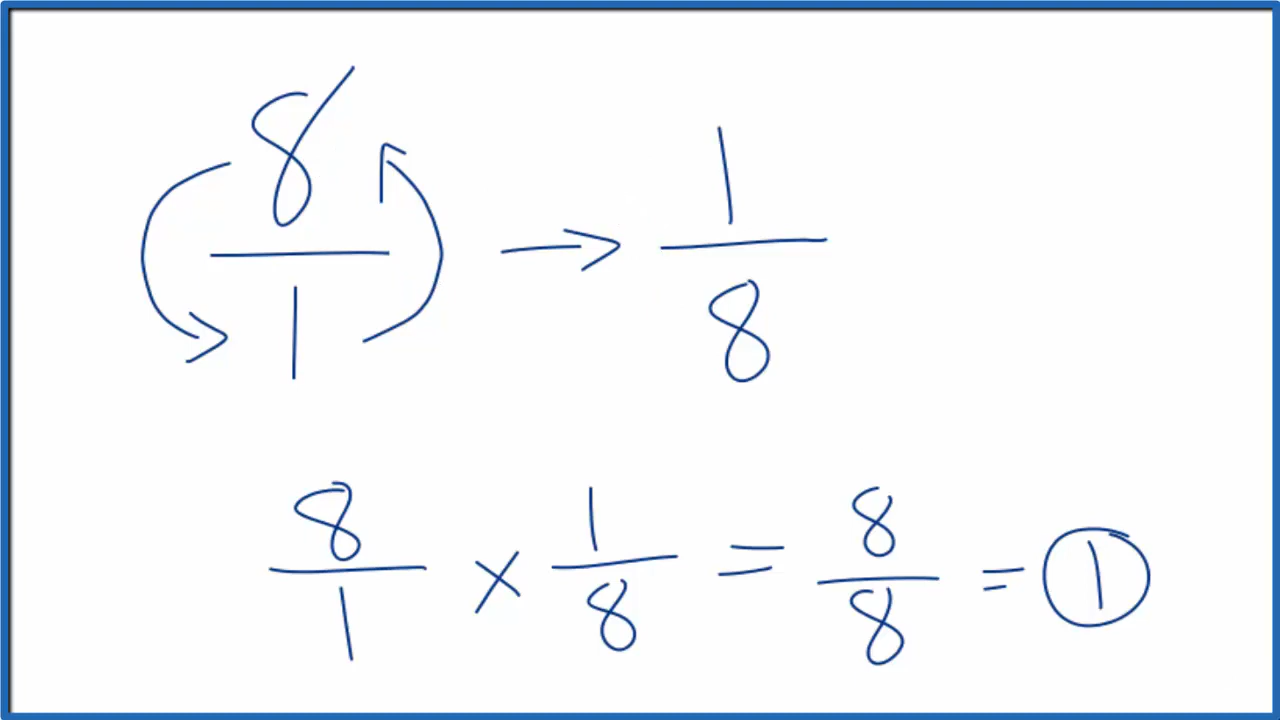 8/1 → 1/8
8/1 × 1/8 = 8/8 = 1